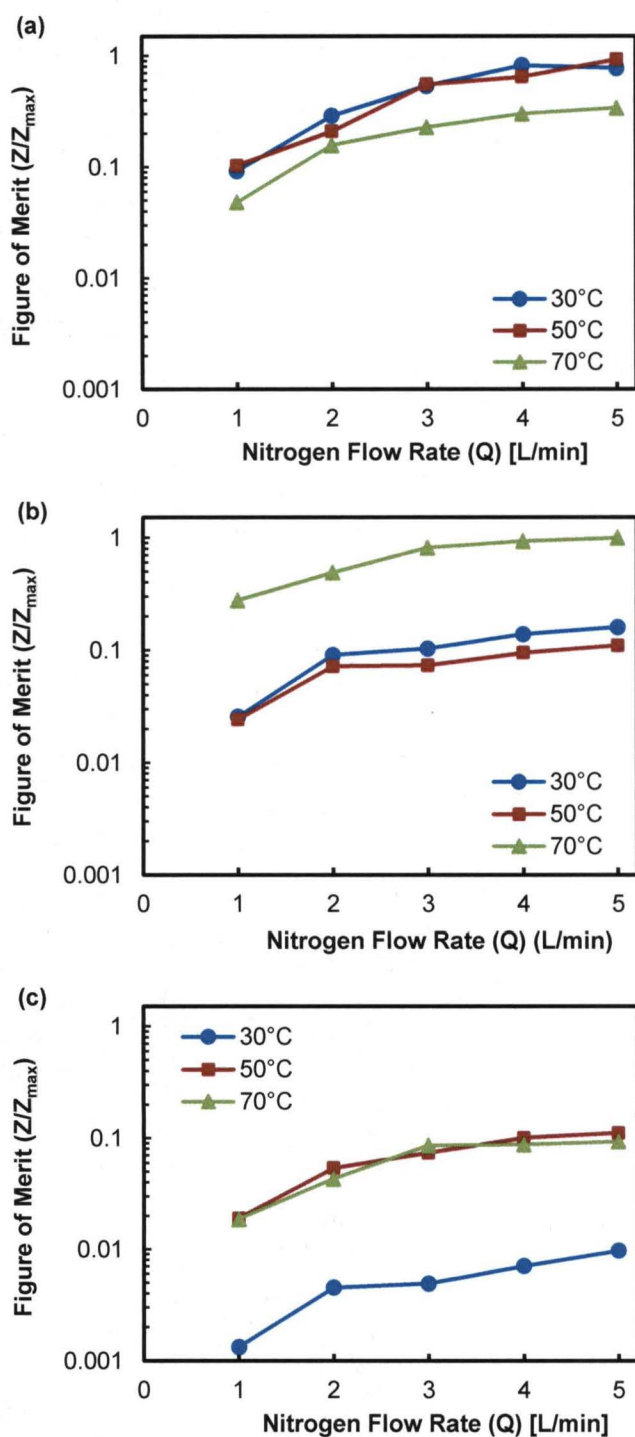 (a)
Figure of Merit (Z/Zmax)
1
0.1
0.01
0.001
30°C
50°C
70°C
0 1 2 3 4 5
Nitrogen Flow Rate (Q) [L/min]
(b)
Figure of Merit (Z/Zmax)
1
0.1
0.01
0.001
30°C
50°C
70°C
0 1 2 3 4 5
Nitrogen Flow Rate (Q) (L/min)
(c)
Figure of Merit (Z/Zmax)
1
0.1
0.01
0.001
30°C
50°C
70°C
0 1 2 3 4 5
Nitrogen Flow Rate (Q) [L/min]